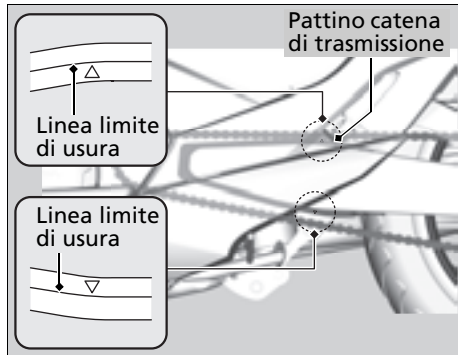 Pattino catena
di trasmissione
Linea limite
di usura
Linea limite
di usura